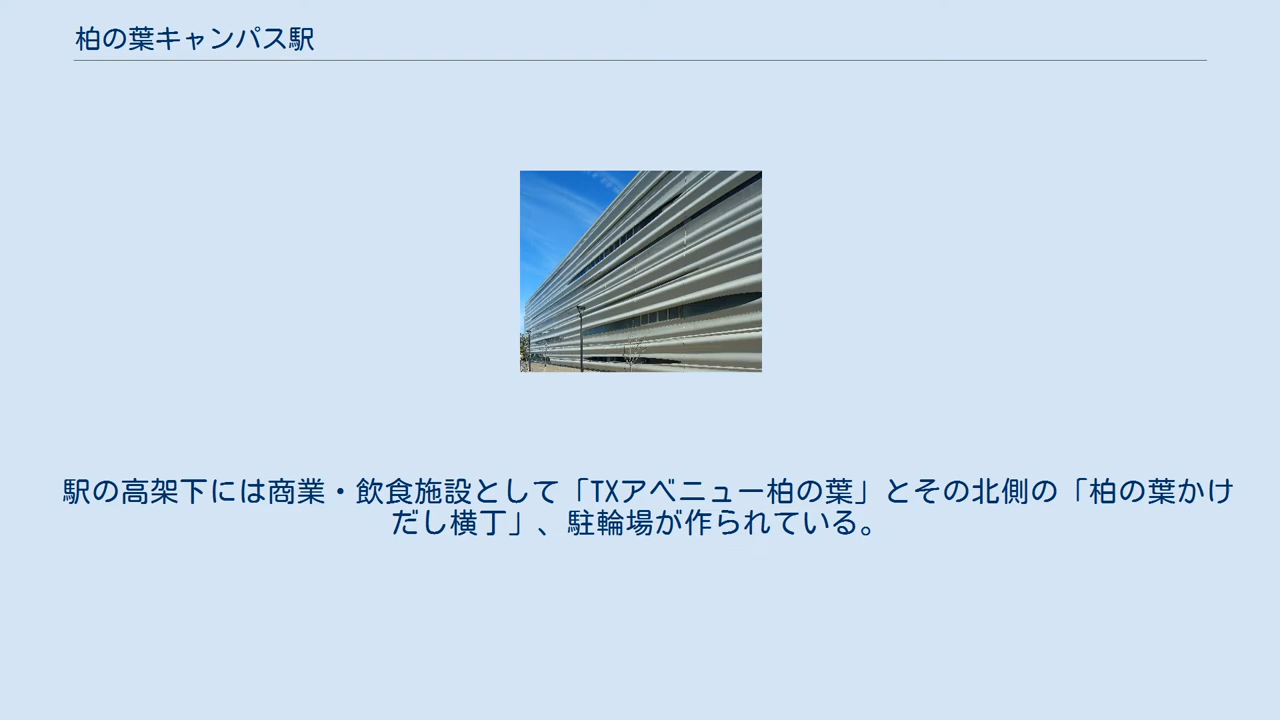 柏の葉キャンパス駅
駅の高架下には商業・飲食施設として「TXアベニュー柏の葉」とその北側の「柏の葉かけ
だし横丁」、駐輪場が作られている。